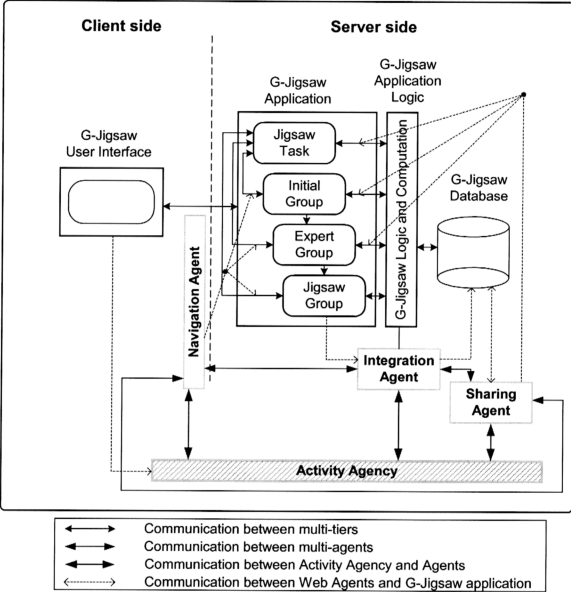 Client side
Server side
G-Jigsaw
User Interface
G-Jigsaw
Application
G-Jigsaw
Application
Logic
Jigsaw
Task
Initial
Group
Expert
Group
Jigsaw
Group
G-Jigsaw Logic and Computation
G-Jigsaw
Database
Navigation Agent
Integration
Agent
Sharing
Agent
Activity Agency
Communication between multi-tiers
Communication between multi-agents
Communication between Activity Agency and Agents
Communication between Web Agents and G-Jigsaw application